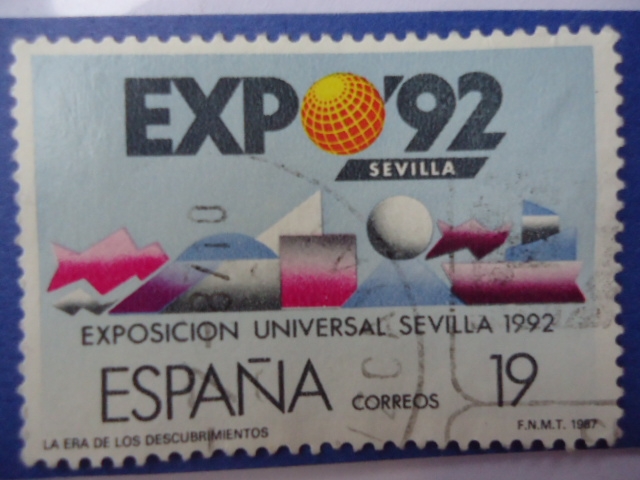 EXPO'92
SEVILLA
EXPOSICION UNIVERSAL SEVILLA 1992
ESPAÑA CORREOS 19
LA ERA DE LOS DESCUBRIMIENTOS
F.N.M.T. 1987